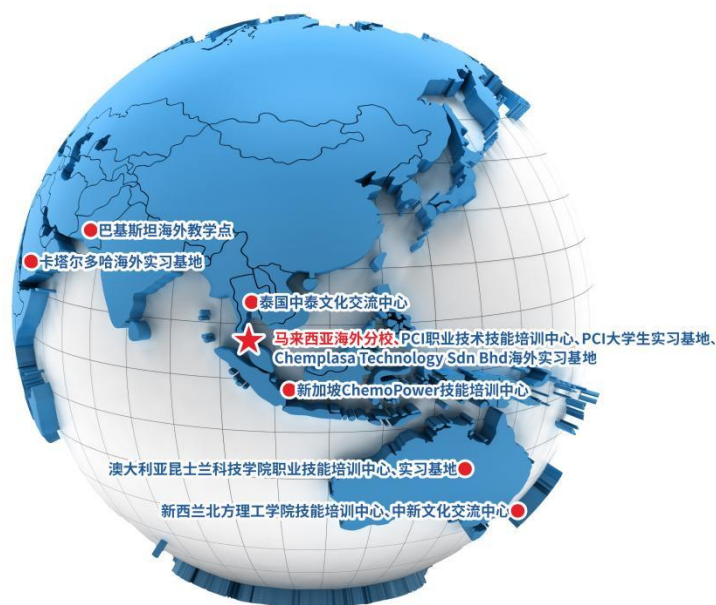 巴基斯坦海外教学点
卡塔尔多哈海外实习基地
泰国中泰文化交流中心
马来西亚海外分校、PCI职业技术技能培训中心、PCI大学生实习基地、
Chemplasa Technology Sdn Bhd海外实习基地
新加坡ChemoPower技能培训中心
澳大利亚昆士兰科技学院职业技能培训中心、实习基地
新西兰北方理工学院技能培训中心、中新文化交流中心